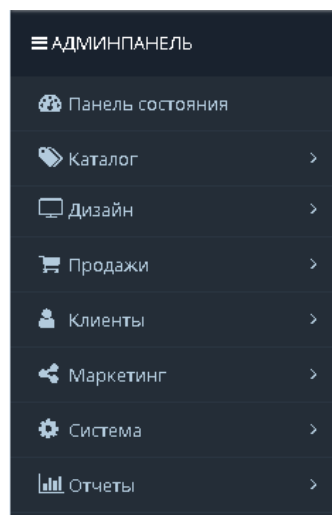 АДМИНПАНЕЛЬ
Панель состояния
Каталог
Дизайн
Продажи
Клиенты
Маркетинг
Система
Отчеты